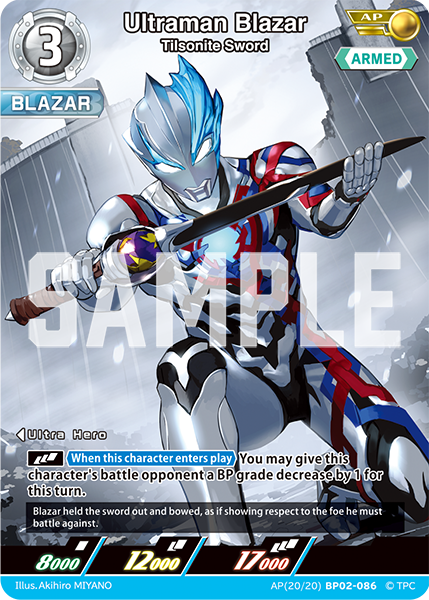 Ultraman Blazar
Tilsonite Sword
3
AP
ARMED
BLAZAR
SAMPLE
Ultra Hero
When this character enters play You may give this
character's battle opponent a BP grade decrease by 1 for
this turn.
Blazar held the sword out and bowed, as if showing respect to the foe he must
battle against.
8000 12000 17000
Illus.Akihiro MIYANO AP(20/20) BP02-086 © TPC